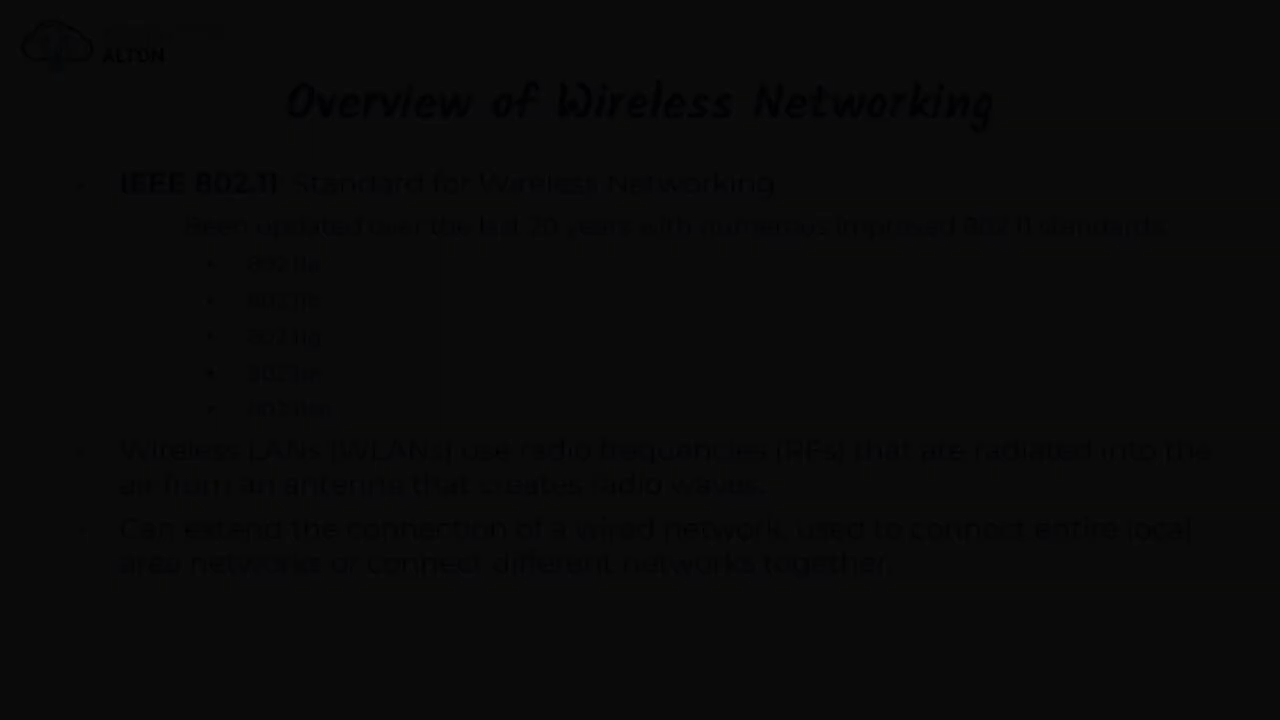 ALTON
Overview of Wireless Networking
IEEE 802.11: Standard for Wireless Networking
Been updated over the last 20 years with numerous improved 802.11 standards.
802.11a
802.11b
802.11g
802.11n
802.11ac
Wireless LANs (WLANs) use radio frequencies (RFs) that are radiated into the
air from an antenna that creates radio waves.
Can extend the connection of a wired network, used to connect entire local
area networks or connect different networks together.